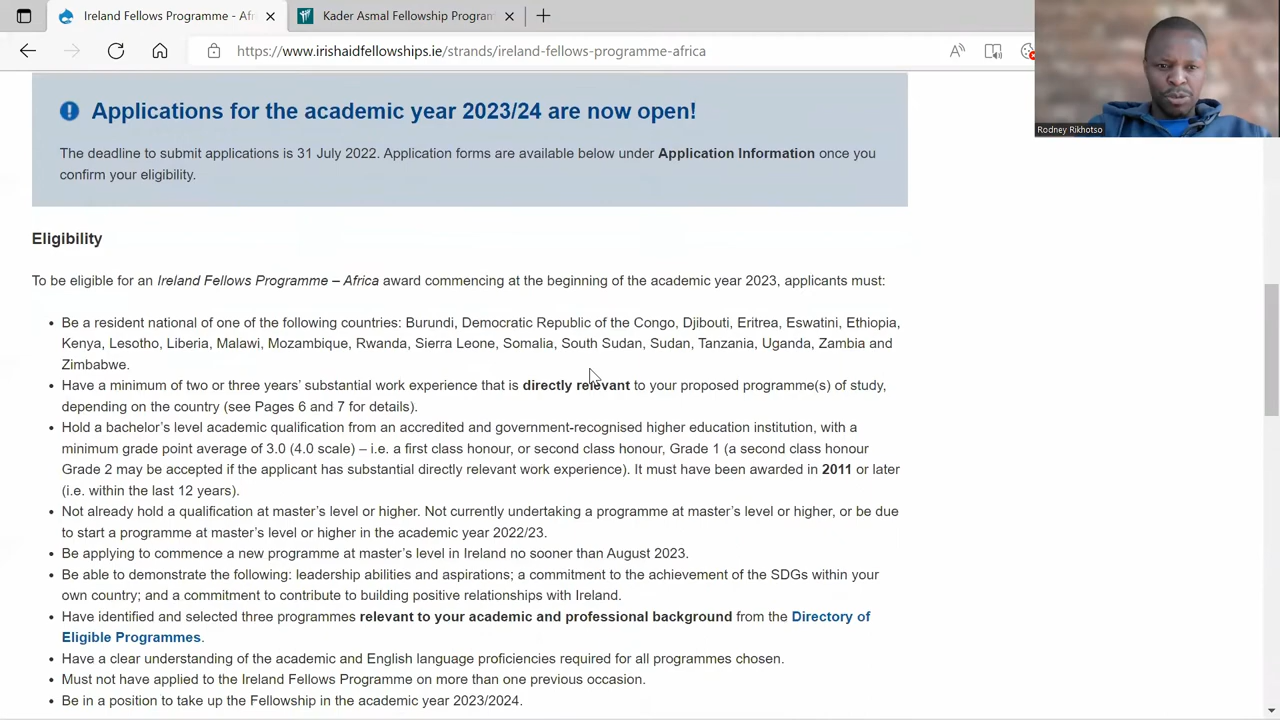 Ireland Fellows Programme - Afr
Kader Asmal Fellowship Program
https://www.irishaidfellowships.ie/strands/ireland-fellows-programme-africa
Rodney Rikhotso
Applications for the academic year 2023/24 are now open!
The deadline to submit applications is 31 July 2022. Application forms are available below under Application Information once you
confirm your eligibility.
Eligibility
To be eligible for an Ireland Fellows Programme – Africa award commencing at the beginning of the academic year 2023, applicants must:
• Be a resident national of one of the following countries: Burundi, Democratic Republic of the Congo, Djibouti, Eritrea, Eswatini, Ethiopia,
Kenya, Lesotho, Liberia, Malawi, Mozambique, Rwanda, Sierra Leone, Somalia, South Sudan, Sudan, Tanzania, Uganda, Zambia and
Zimbabwe.
• Have a minimum of two or three years’ substantial work experience that is directly relevant to your proposed programme(s) of study,
depending on the country (see Pages 6 and 7 for details).
• Hold a bachelor’s level academic qualification from an accredited and government-recognised higher education institution, with a
minimum grade point average of 3.0 (4.0 scale) – i.e. a first class honour, or second class honour, Grade 1 (a second class honour
Grade 2 may be accepted if the applicant has substantial directly relevant work experience). It must have been awarded in 2011 or later
(i.e. within the last 12 years).
• Not already hold a qualification at master’s level or higher. Not currently undertaking a programme at master’s level or higher, or be due
to start a programme at master’s level or higher in the academic year 2022/23.
• Be applying to commence a new programme at master’s level in Ireland no sooner than August 2023.
• Be able to demonstrate the following: leadership abilities and aspirations; a commitment to the achievement of the SDGs within your
own country; and a commitment to contribute to building positive relationships with Ireland.
• Have identified and selected three programmes relevant to your academic and professional background from the Directory of
Eligible Programmes.
• Have a clear understanding of the academic and English language proficiencies required for all programmes chosen.
• Must not have applied to the Ireland Fellows Programme on more than one previous occasion.
• Be in a position to take up the Fellowship in the academic year 2023/2024.